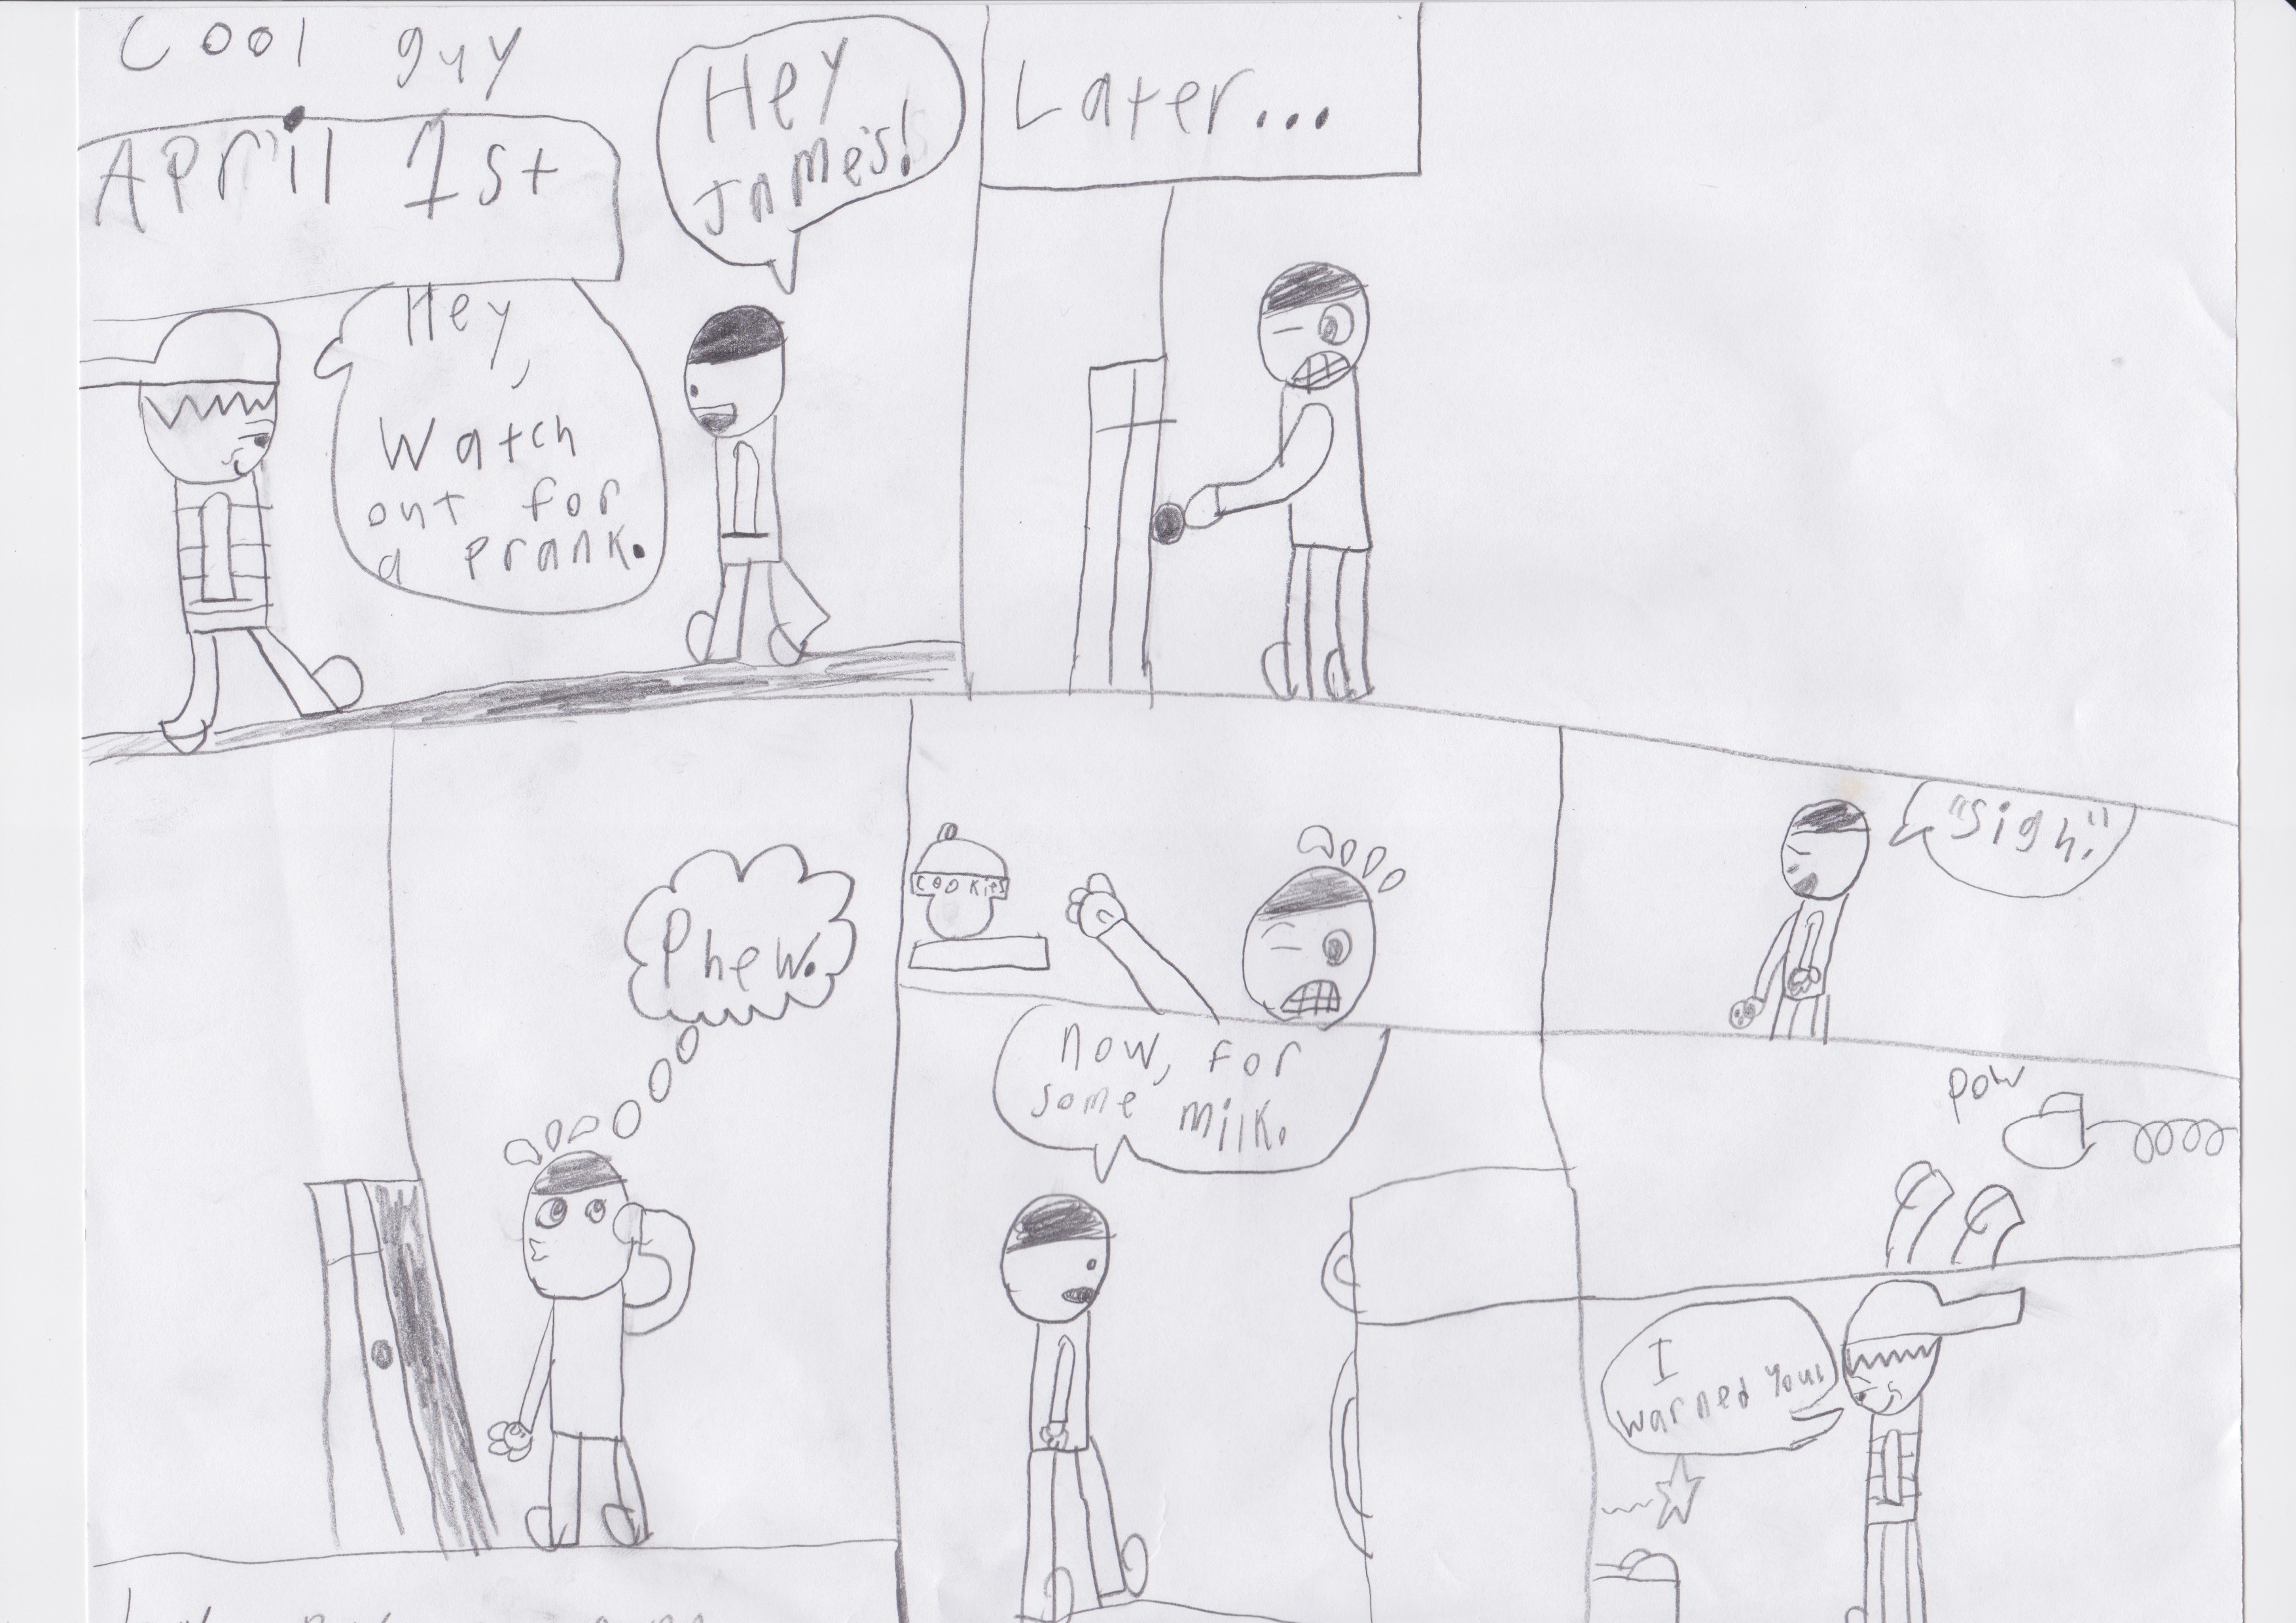 Cool guy
April 1st
Hey
James!
Hey,
Watch
out for
a prank.
Later...
Phew.
COOKies
"sigh."
now, for
some milk.
pow
I
warned you!